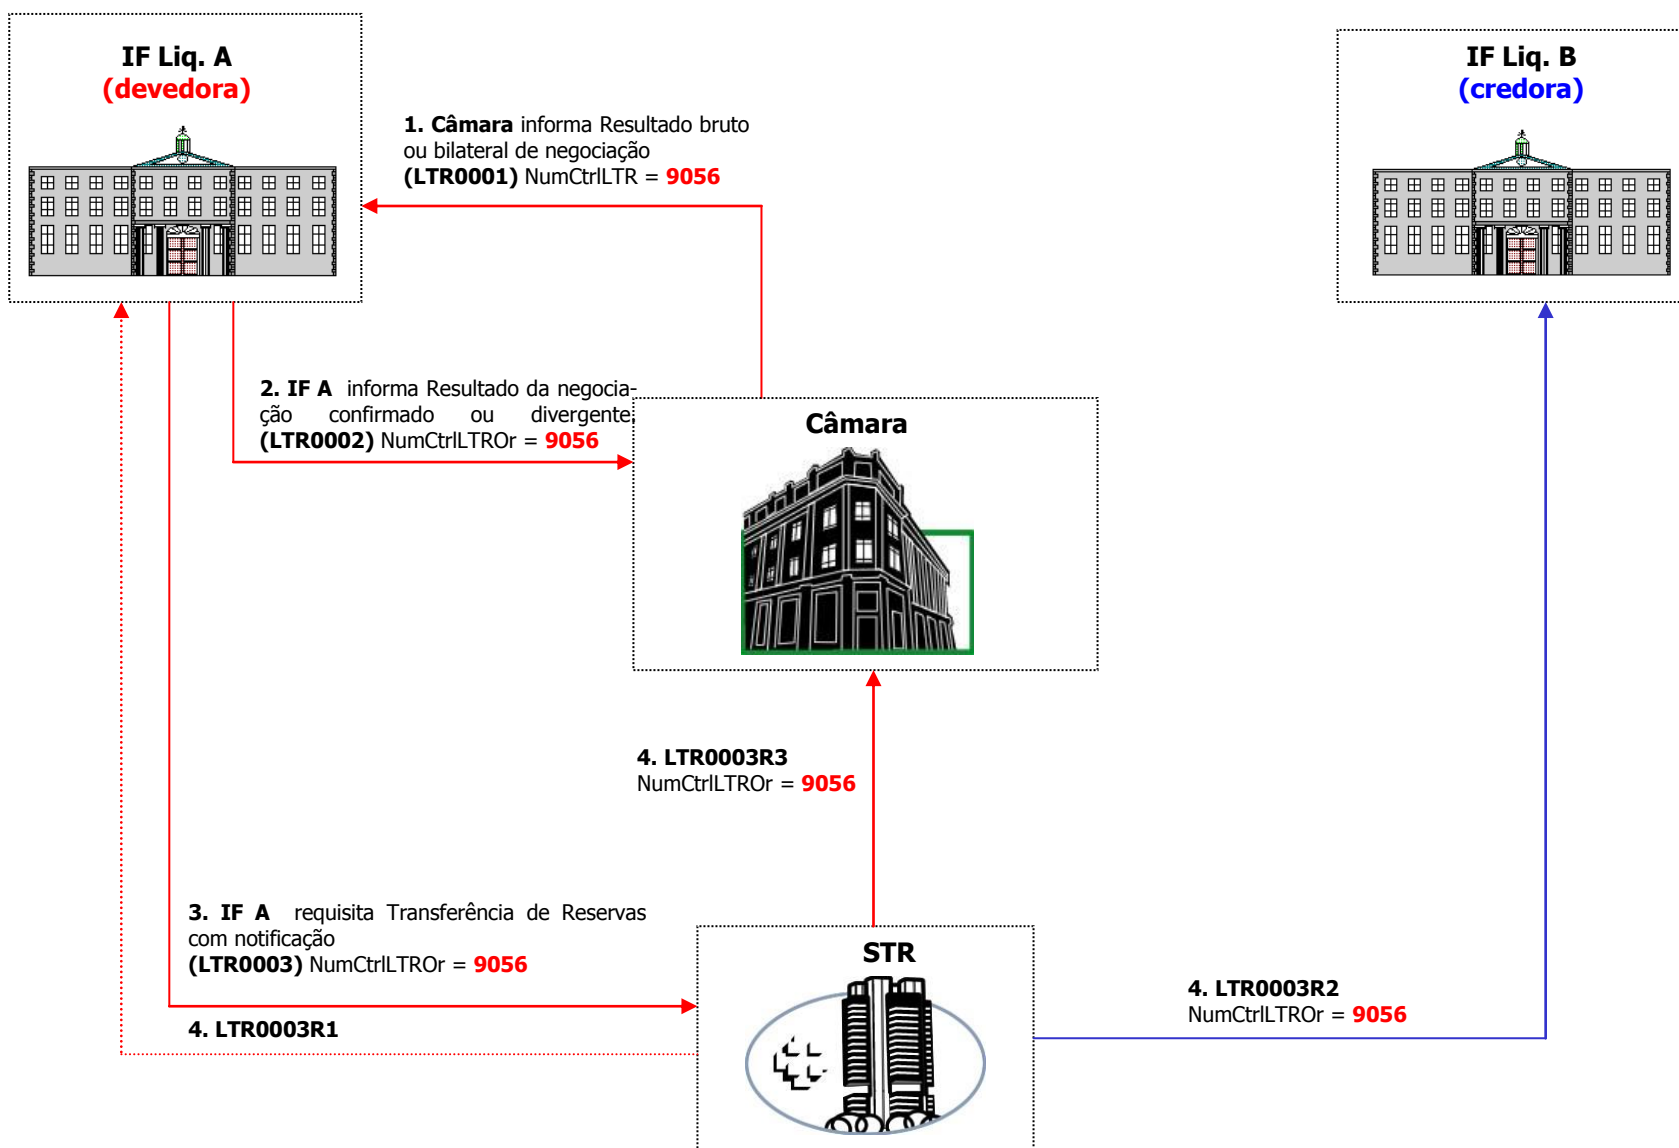 IF Liq. A
(devedora)
IF Liq. B
(credora)
1. Câmara informa Resultado bruto
ou bilateral de negociação
(LTR0001) NumCtrlLTR = 9056
2. IF A informa Resultado da negocia-
ção confirmado ou divergente,
(LTR0002) NumCtrlLTROr = 9056
Câmara
4. LTR0003R3
NumCtrlLTROr = 9056
3. IF A requisita Transferência de Reservas
com notificação
(LTR0003) NumCtrlLTROr = 9056
STR
4. LTR0003R1
4. LTR0003R2
NumCtrlLTROr = 9056